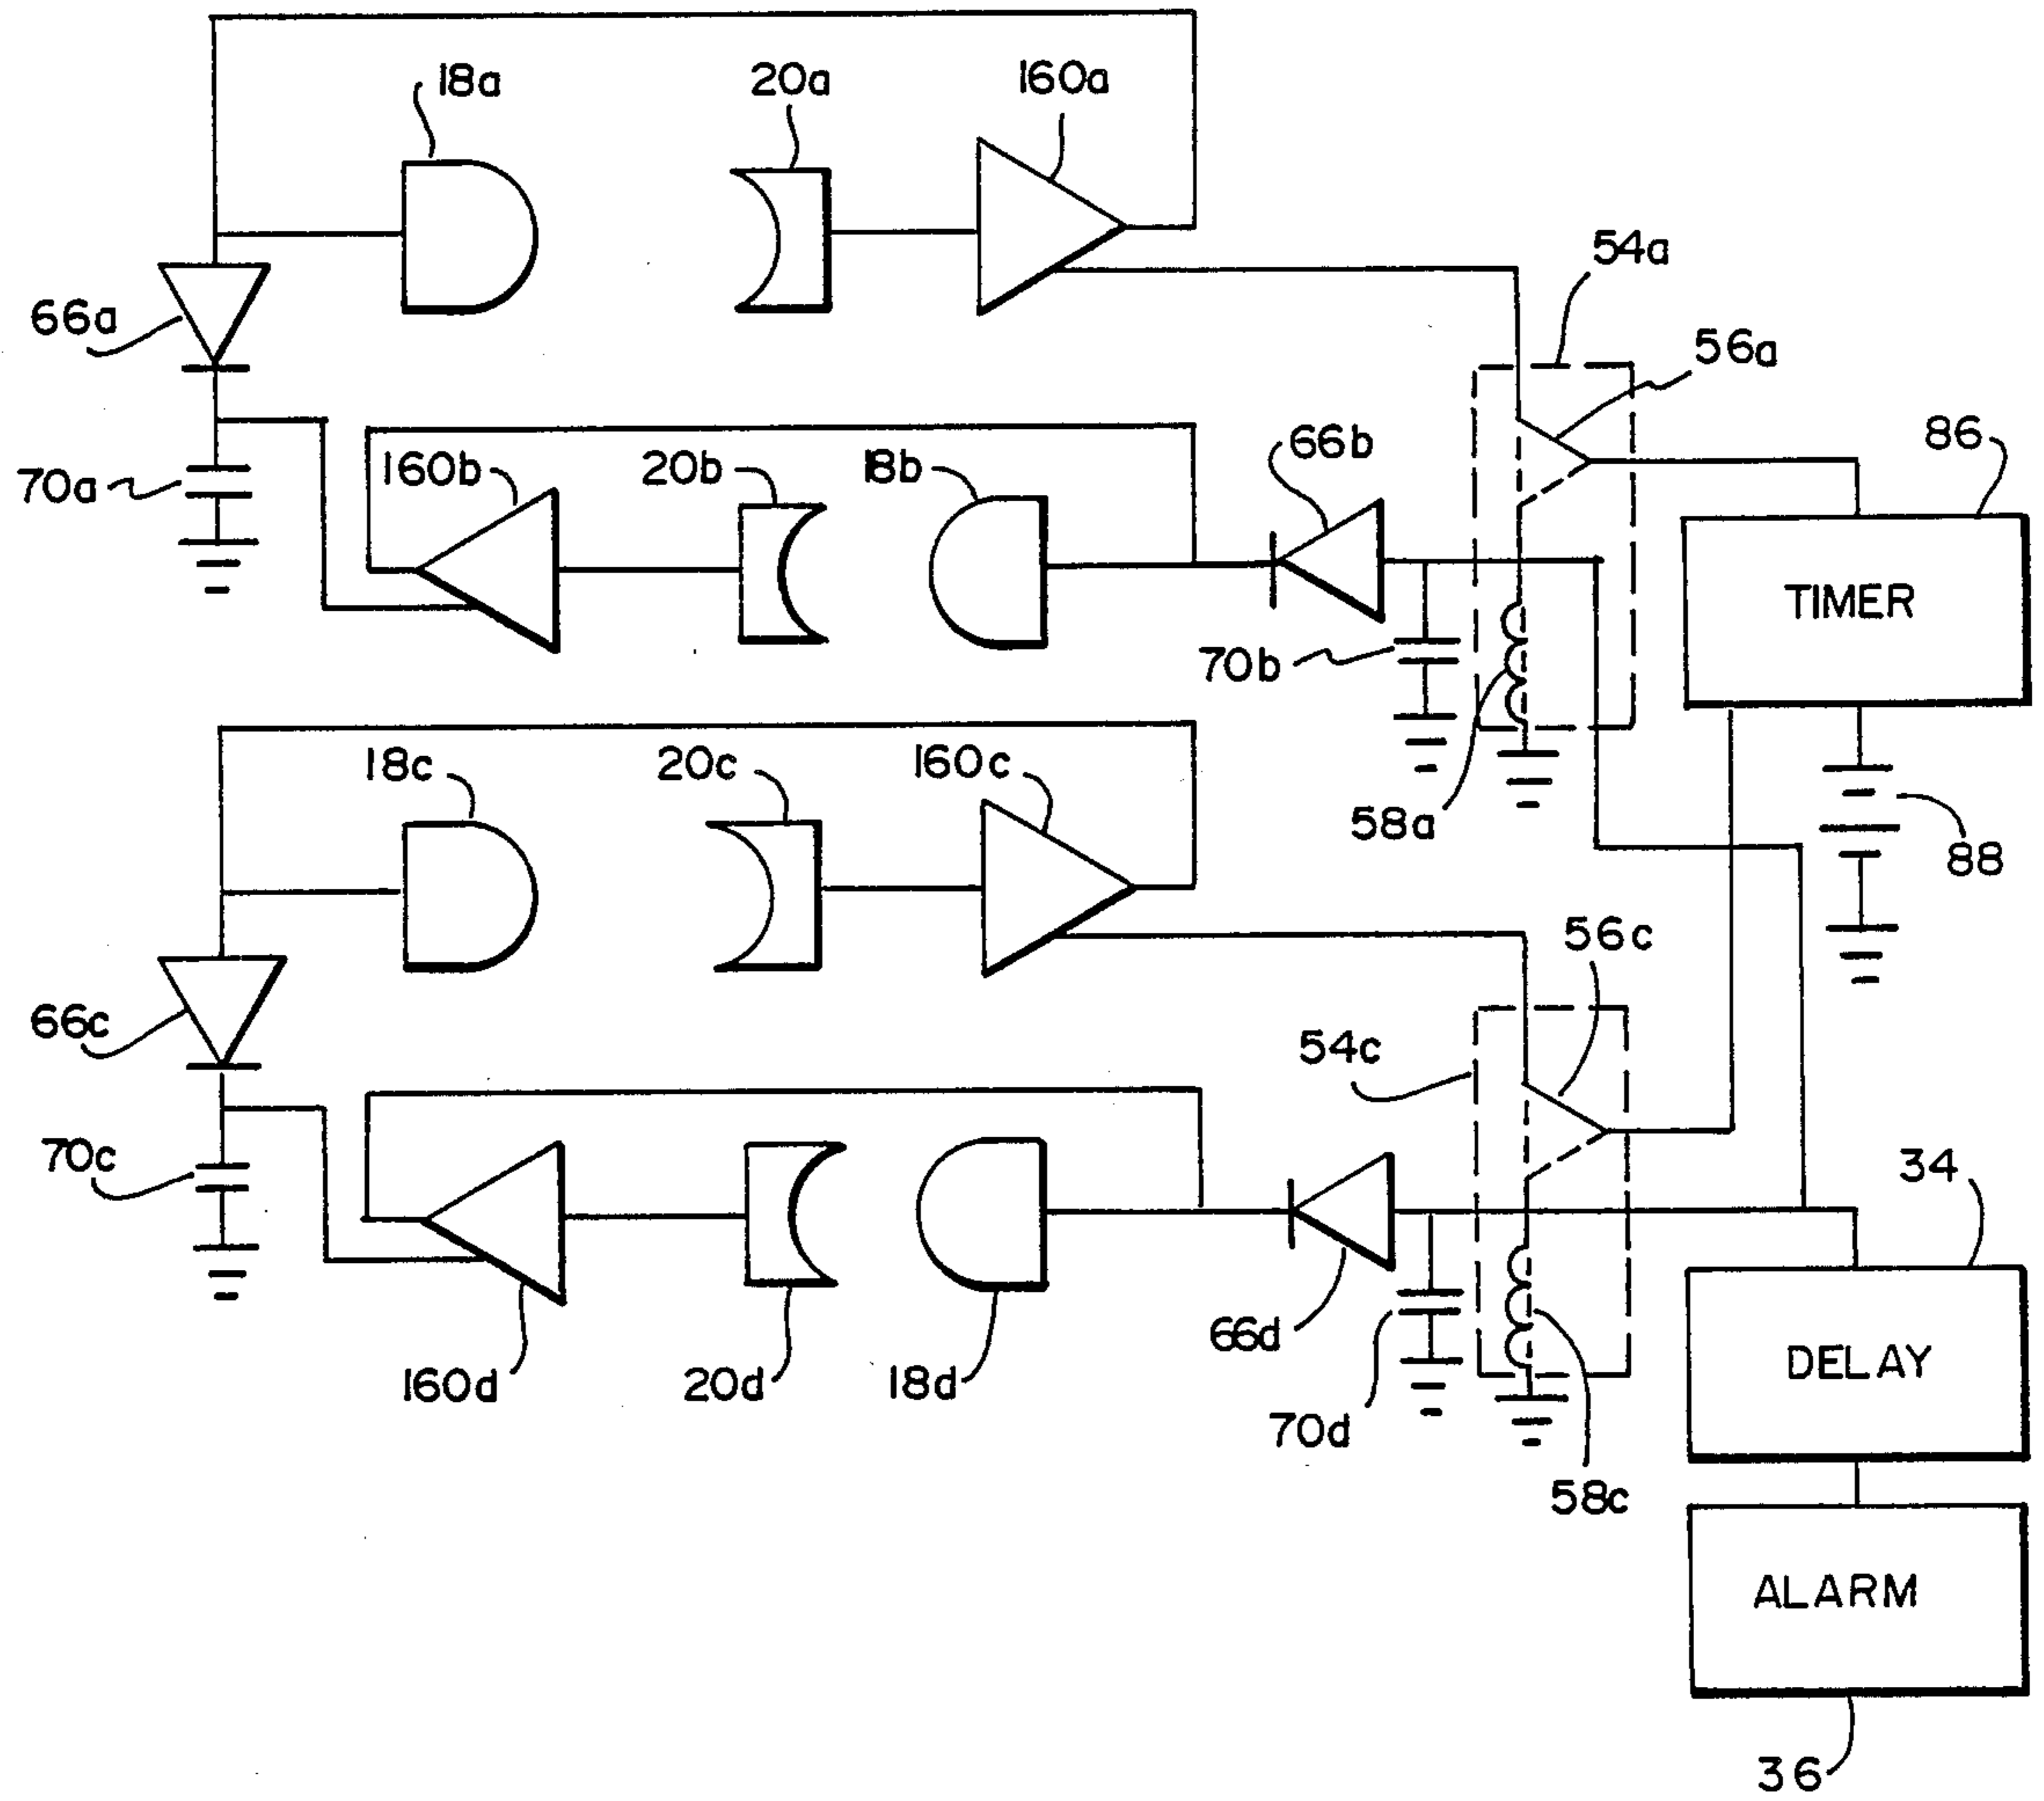 18a
20a
160a
54a
66a
56a
86
70a
160b
20b
18b
66b
TIMER
70b
18c
20c
160c
58a
88
56c
66c
54c
70c
34
66d
160d
20d
18d
DELAY
70d
58c
ALARM
36